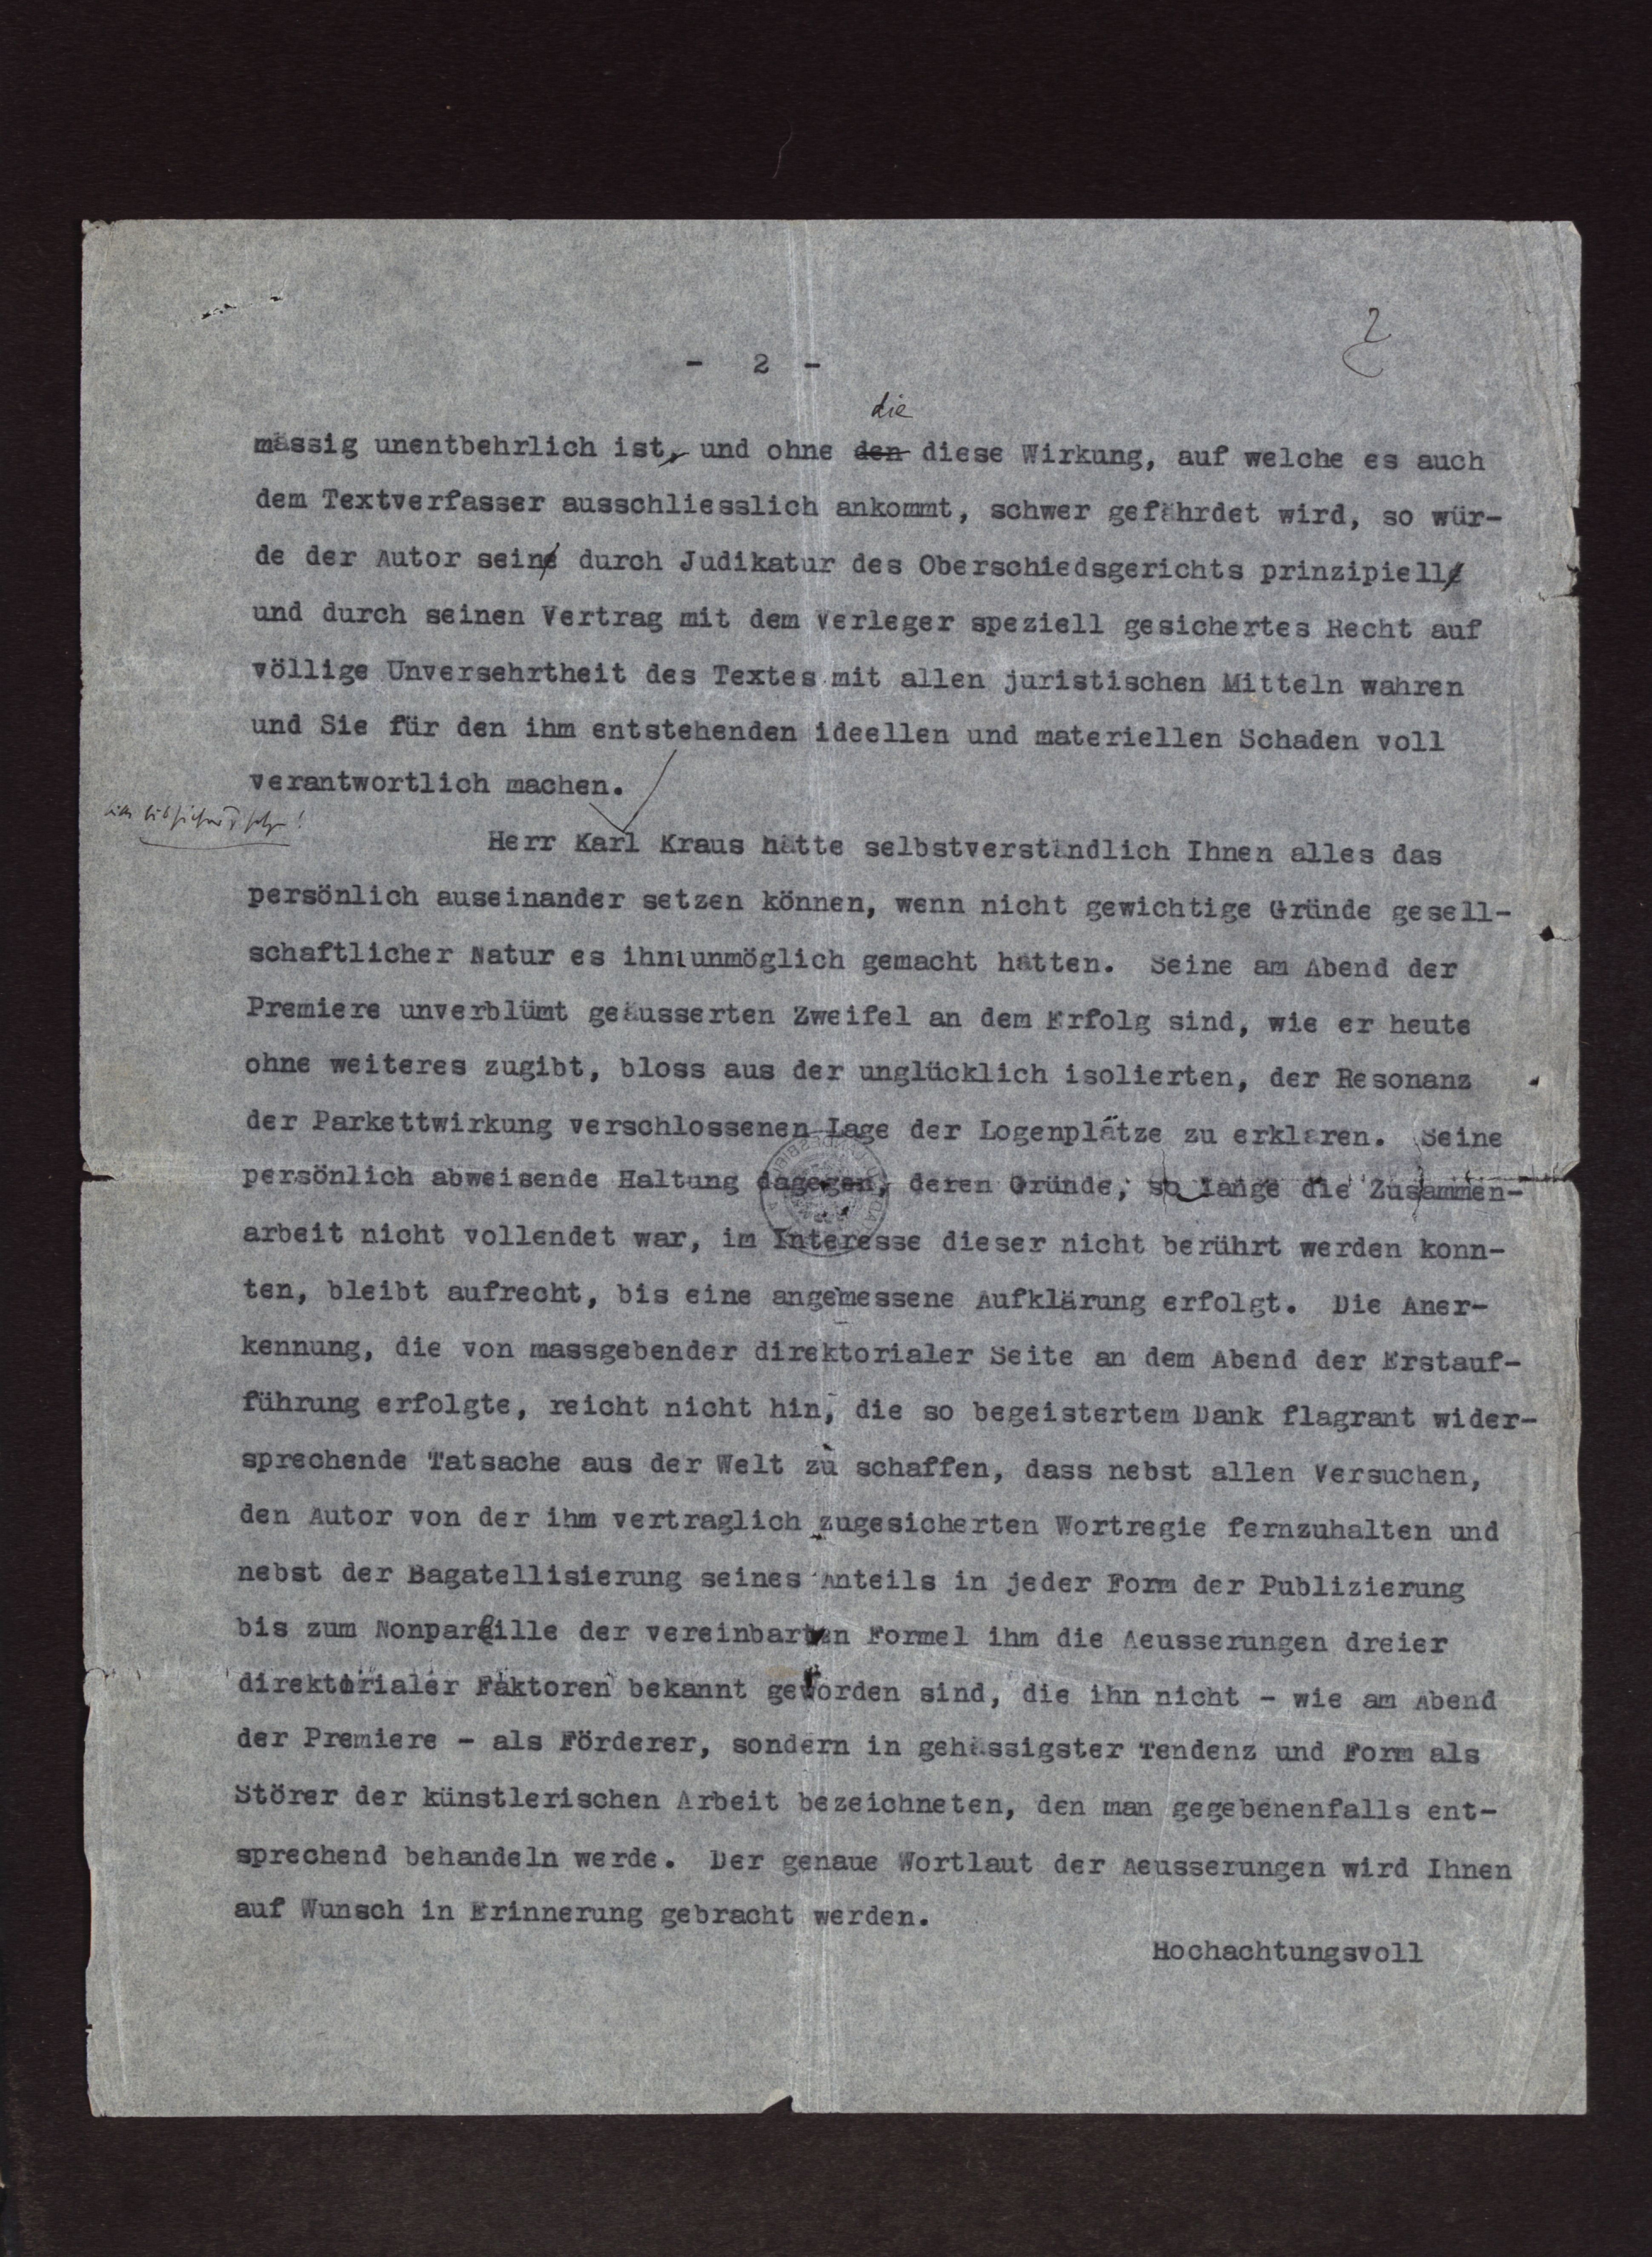 2
- 2 -
die
mässig unentbehrlich ist, und ohne den diese Wirkung, auf welche es auch
dem Textverfasser ausschliesslich ankommt, schwer gefährdet wird, so wür-
de der Autor sein durch Judikatur des Oberschiedsgerichts prinzipiell
und durch seinen Vertrag mit dem Verleger speziell gesichertes Recht auf
völlige Unversehrtheit des Textes mit allen juristischen Mitteln wahren
und Sie für den ihm entstehenden ideellen und materiellen Schaden voll
verantwortlich machen.
Herr Karl Kraus hätte selbstverständlich Ihnen alles das
persönlich auseinander setzen können, wenn nicht gewichtige Gründe gesell-
schaftlicher Natur es ihm unmöglich gemacht hätten. Seine am Abend der
Premiere unverblümt geäusserten Zweifel an dem Erfolg sind, wie er heute
ohne weiteres zugibt, bloss aus der unglücklich isolierten, der Resonanz
der Parkettwirkung verschlossenen Lage der Logenplätze zu erklären. Seine
persönlich abweisende Haltung dagegen, deren Gründe, so lange die Zusammen-
arbeit nicht vollendet war, im Interesse dieser nicht berührt werden konn-
ten, bleibt aufrecht, bis eine angemessene Aufklärung erfolgt. Die Aner-
kennung, die von massgebender direktorialer Seite an dem Abend der Erstauf-
führung erfolgte, reicht nicht hin, die so begeistertem Dank flagrant wider-
sprechende Tatsache aus der Welt zu schaffen, dass nebst allen Versuchen,
den Autor von der ihm vertraglich zugesicherten Wortregie fernzuhalten und
nebst der Bagatellisierung seines Anteils in jeder Form der Publizierung
bis zum Nonpareille der vereinbarten Formel ihm die Aeusserungen dreier
direktorialer Faktoren bekannt geworden sind, die ihn nicht - wie am Abend
der Premiere - als Förderer, sondern in gehässigster Tendenz und Form als
Störer der künstlerischen Arbeit bezeichneten, den man gegebenenfalls ent-
sprechend behandeln werde. Der genaue Wortlaut der Aeusserungen wird Ihnen
auf Wunsch in Erinnerung gebracht werden.
Hochachtungsvoll